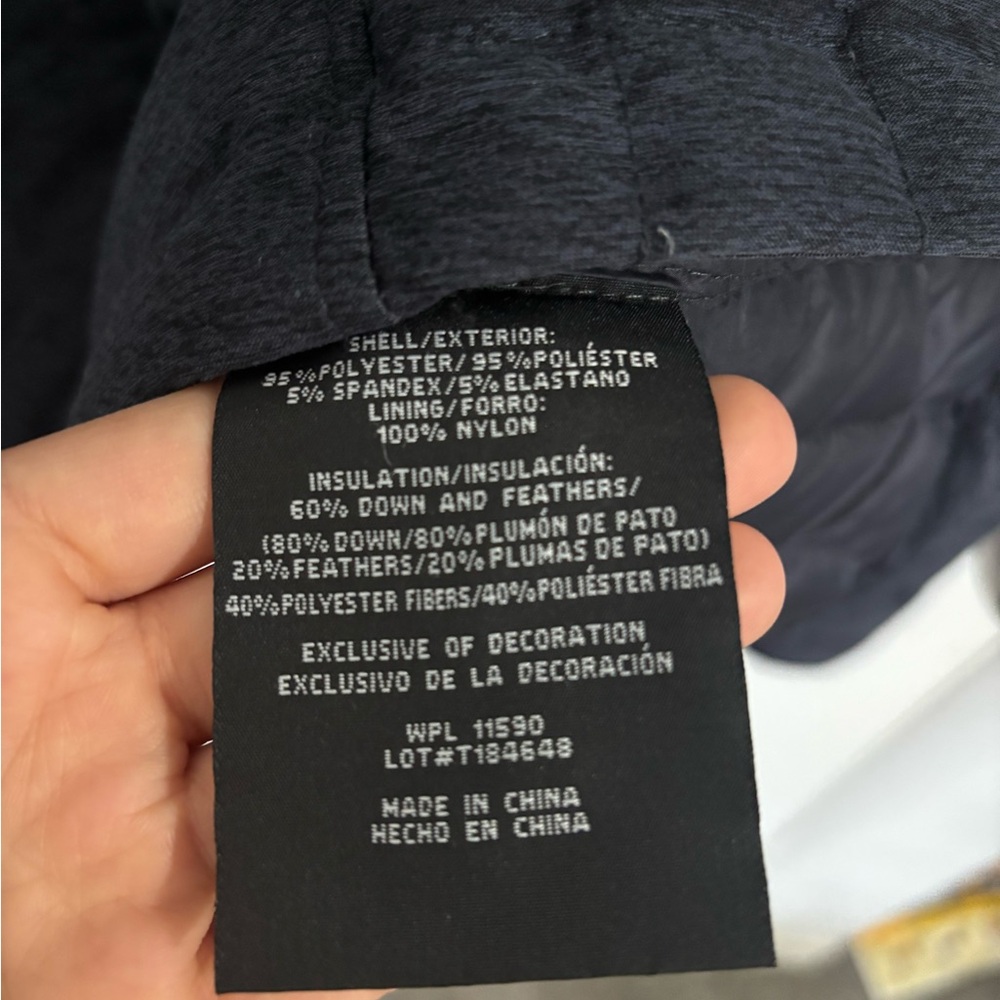 SHELL/EXTERIOR:
95%POLYESTER/95%POLIÉSTER
5% SPANDEX/5% ELASTANO
LINING/FORRO:
100% NYLON
INSULATION/INSULACIÓN:
60% DOWN AND FEATHERS/
(80% DOWN/80% PLUMÓN DE PATO
20%FEATHERS/20% PLUMAS DE PATO)
40%POLYESTER FIBERS/40%POLIÉSTER FIBRA
EXCLUSIVE OF DECORATION
EXCLUSIVO DE LA DECORACIÓN
WPL 11590
LOT#T184648
MADE IN CHINA
HECHO EN CHINA